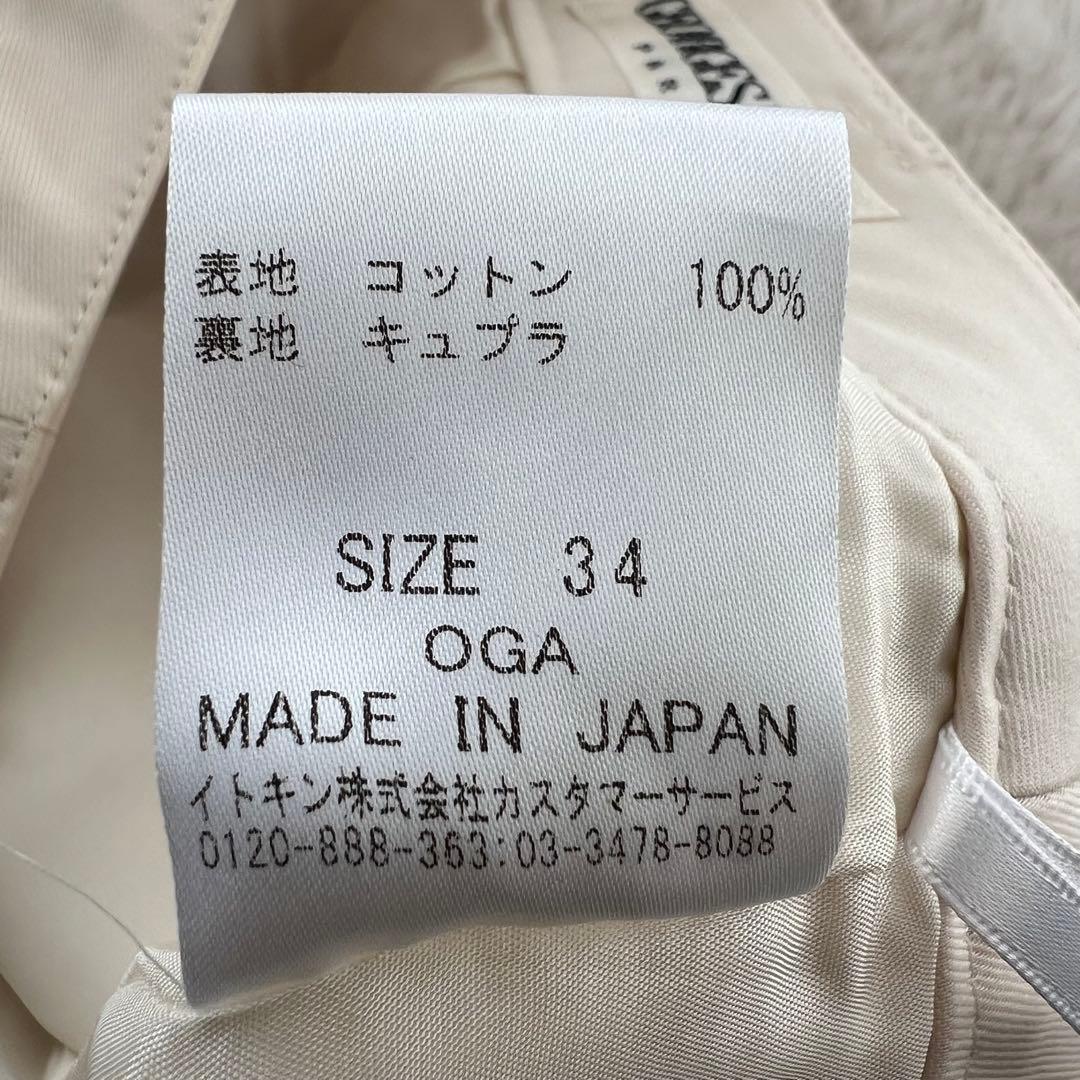 表地 コットン 100%
裏地 キュプラ
SIZE 34
OGA
MADE IN JAPAN
イトキン株式会社カスタマーサービス
0120-888-363:03-3478-8088